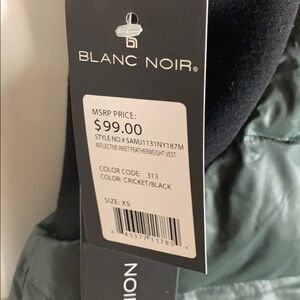 BLANC NOIR®
MSRP PRICE:
$99.00
STYLE NO.# SAMJ1131NY187M
REFLECTIVE INSET FEATHERWEIGHT VEST
COLOR CODE: 313
COLOR: CRICKET/BLACK
SIZE: XS